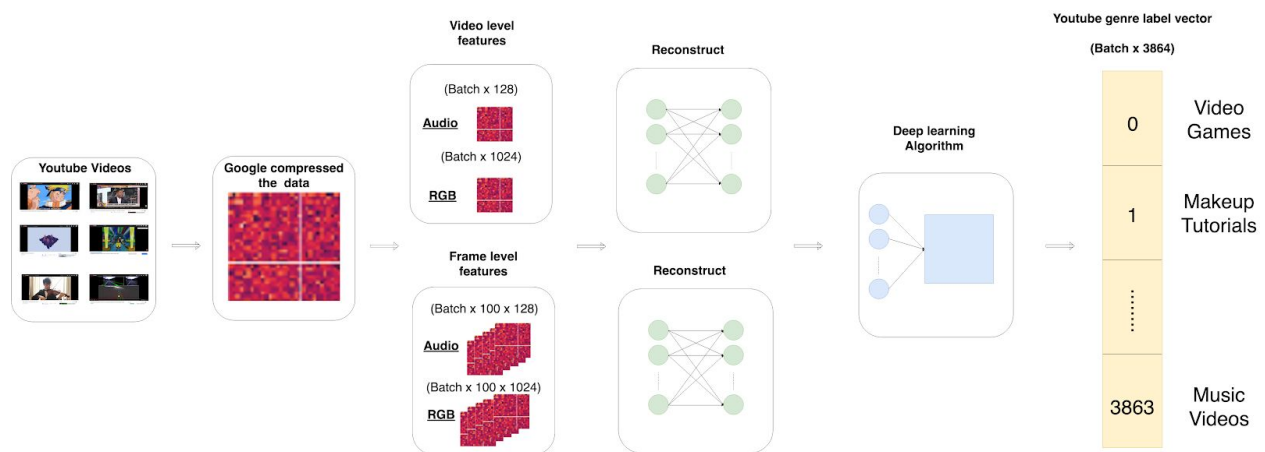 Youtube Videos
Google compressed
the data
Video level
features
(Batch x 128)
Audio
(Batch x 1024)
RGB
Frame level
features
(Batch x 100 x 128)
Audio
(Batch x 100 x 1024)
RGB
Reconstruct
Reconstruct
Deep learning
Algorithm
Youtube genre label vector
(Batch x 3864)
0
Video
Games
1
Makeup
Tutorials
........
3863
Music
Videos